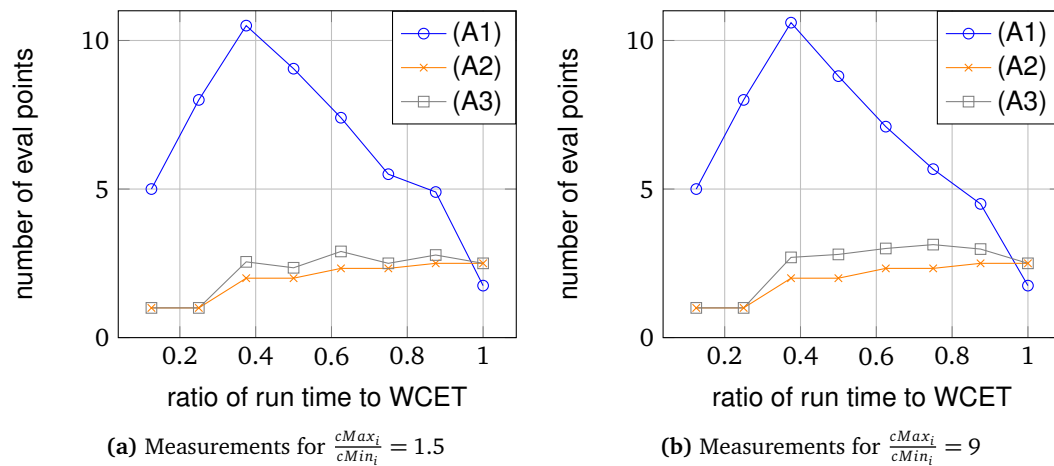 number of eval points
10
5
0
0.2 0.4 0.6 0.8 1
ratio of run time to WCET
(A1)
(A2)
(A3)
(a) Measurements for cMax_i/cMin_i = 1.5
number of eval points
10
5
0
0.2 0.4 0.6 0.8 1
ratio of run time to WCET
(A1)
(A2)
(A3)
(b) Measurements for cMax_i/cMin_i = 9